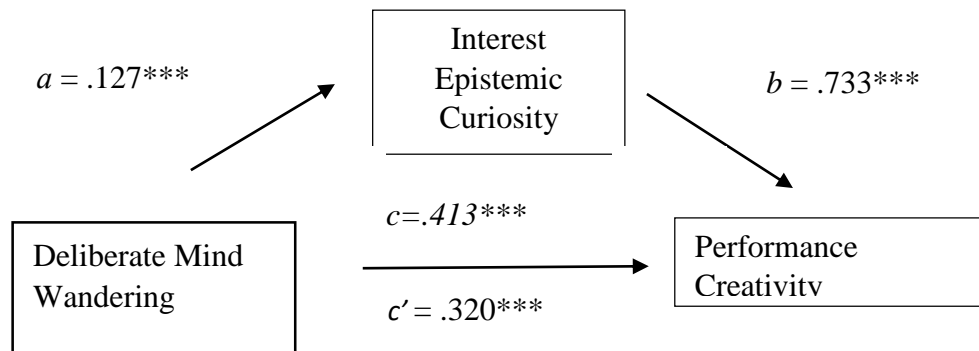 Interest
Epistemic
Curiosity
a = .127***
b = .733***
c=.413***
Deliberate Mind
Wandering
Performance
Creativity
c’ = .320***